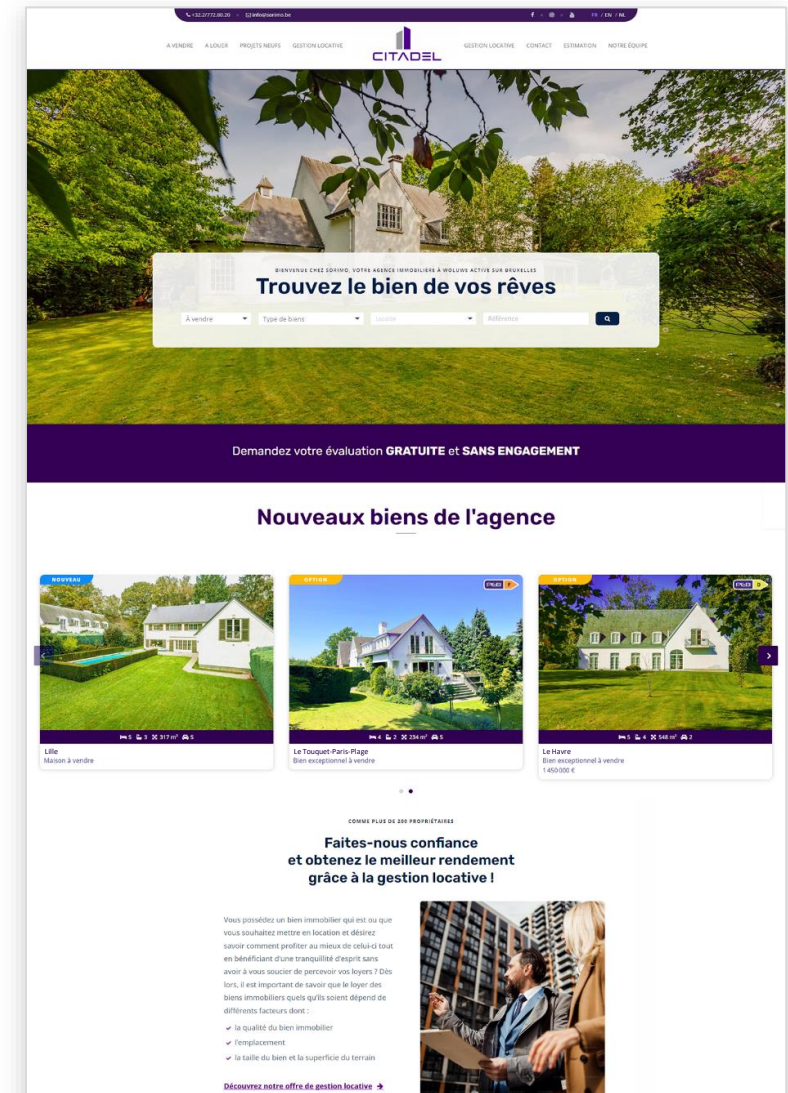 +32.2/772.80.20 - info@sorimo.be
FR / EN / NL
A VENDRE A LOUER PROJETS NEUFS GESTION LOCATIVE
CITADEL
GESTION LOCATIVE CONTACT ESTIMATION NOTRE ÉQUIPE
BIENVENUE CHEZ SORIMO, VOTRE AGENCE IMMOBILIÈRE À WOLUWE ACTIVE SUR BRUXELLES
Trouvez le bien de vos rêves
À vendre Type de biens Localité Référence
Demandez votre évaluation GRATUITE et SANS ENGAGEMENT
Nouveaux biens de l'agence
NOUVEAU
OPTION
PEB F
OPTION
PEB D
5 3 317 m² 5
4 2 234 m² 5
5 4 548 m² 2
Lille
Maison à vendre
Le Touquet-Paris-Plage
Bien exceptionnel à vendre
Le Havre
Bien exceptionnel à vendre
1 450 000 €
COMME PLUS DE 200 PROPRIÉTAIRES
Faites-nous confiance
et obtenez le meilleur rendement
grâce à la gestion locative !
Vous possédez un bien immobilier qui est ou que
vous souhaitez mettre en location et désirez
savoir comment profiter au mieux de celui-ci tout
en bénéficiant d'une tranquillité d'esprit sans
avoir à vous soucier de percevoir vos loyers ? Dès
lors, il est important de savoir que le loyer des
biens immobiliers quels qu'ils soient dépend de
différents facteurs dont :
la qualité du bien immobilier
l'emplacement
la taille du bien et la superficie du terrain
Découvrez notre offre de gestion locative